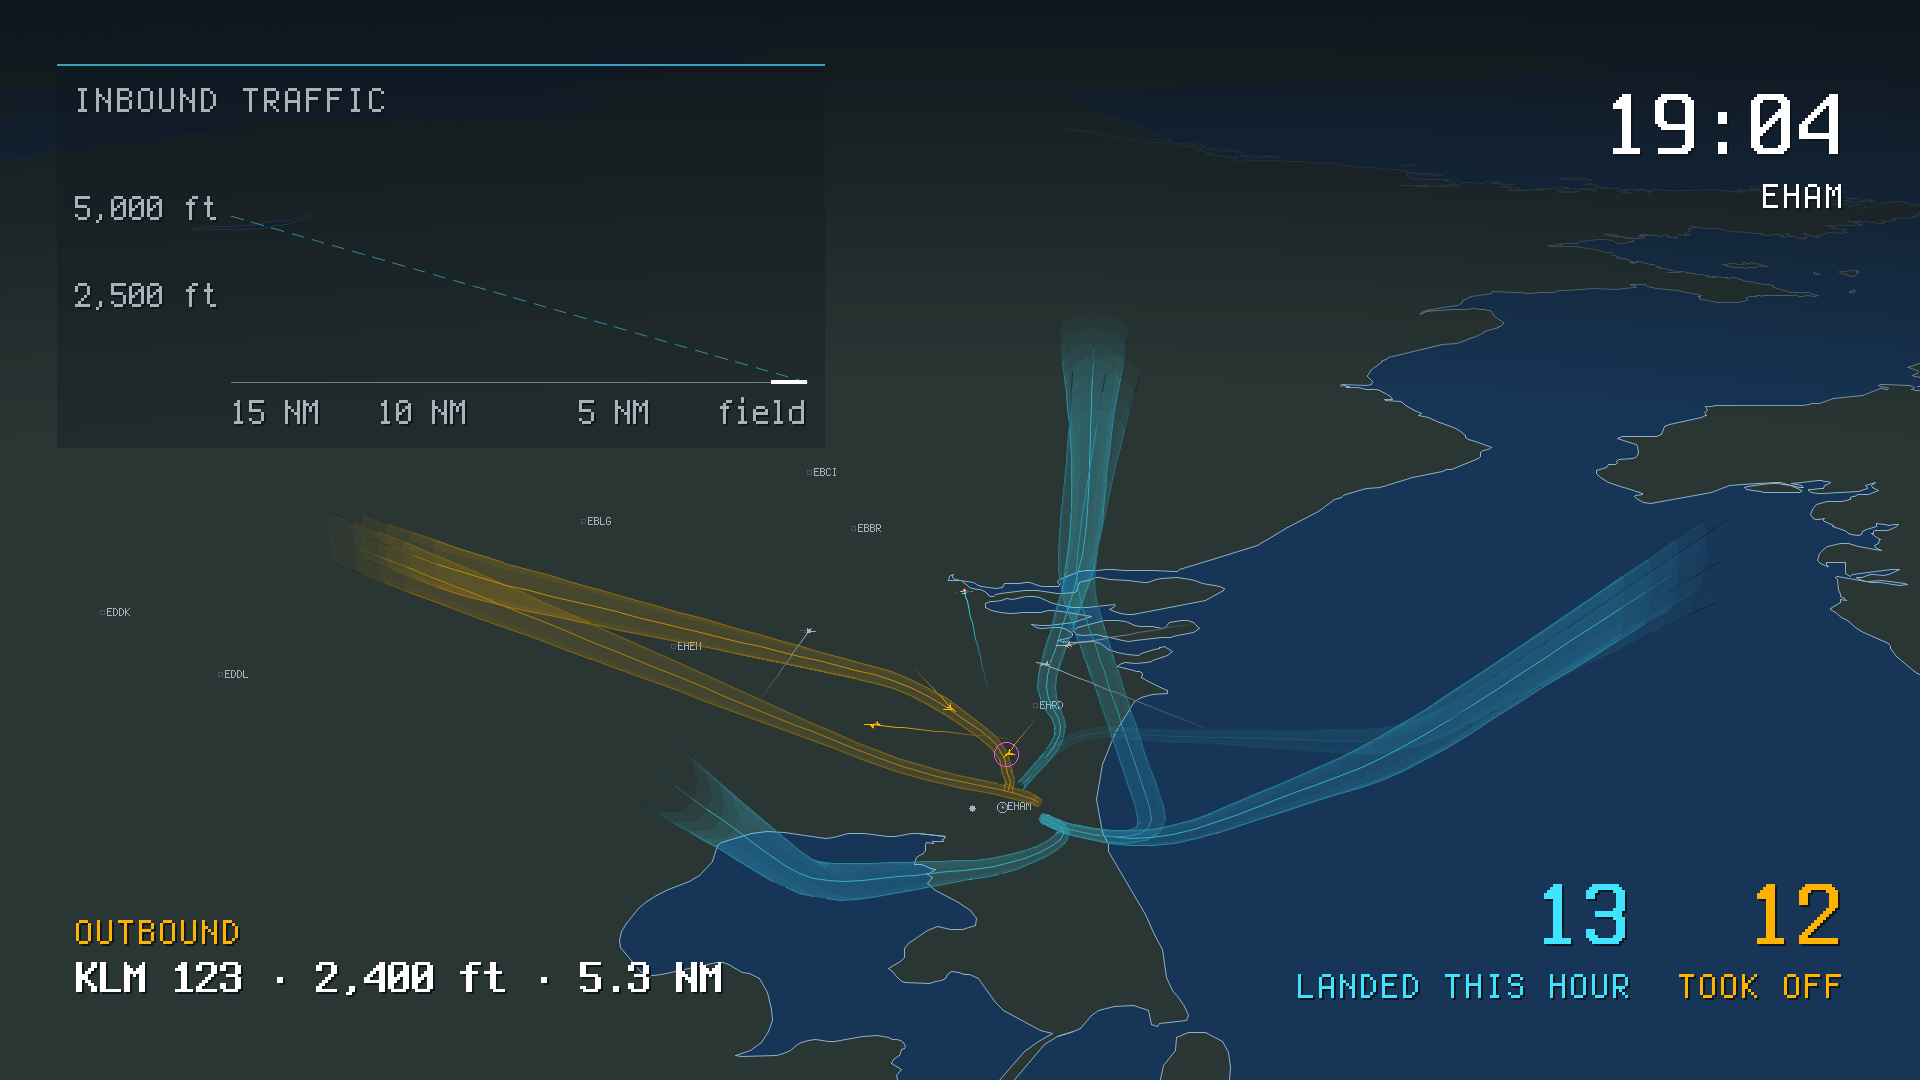 INBOUND TRAFFIC
5,000 ft
2,500 ft
15 NM 10 NM 5 NM field
19:04
EHAM
EBCI
EBLG
EBBR
EDDK
EHEH
EDDL
EHRD
EHAM
OUTBOUND
KLM 123 · 2,400 ft · 5.3 NM
13 12
LANDED THIS HOUR TOOK OFF